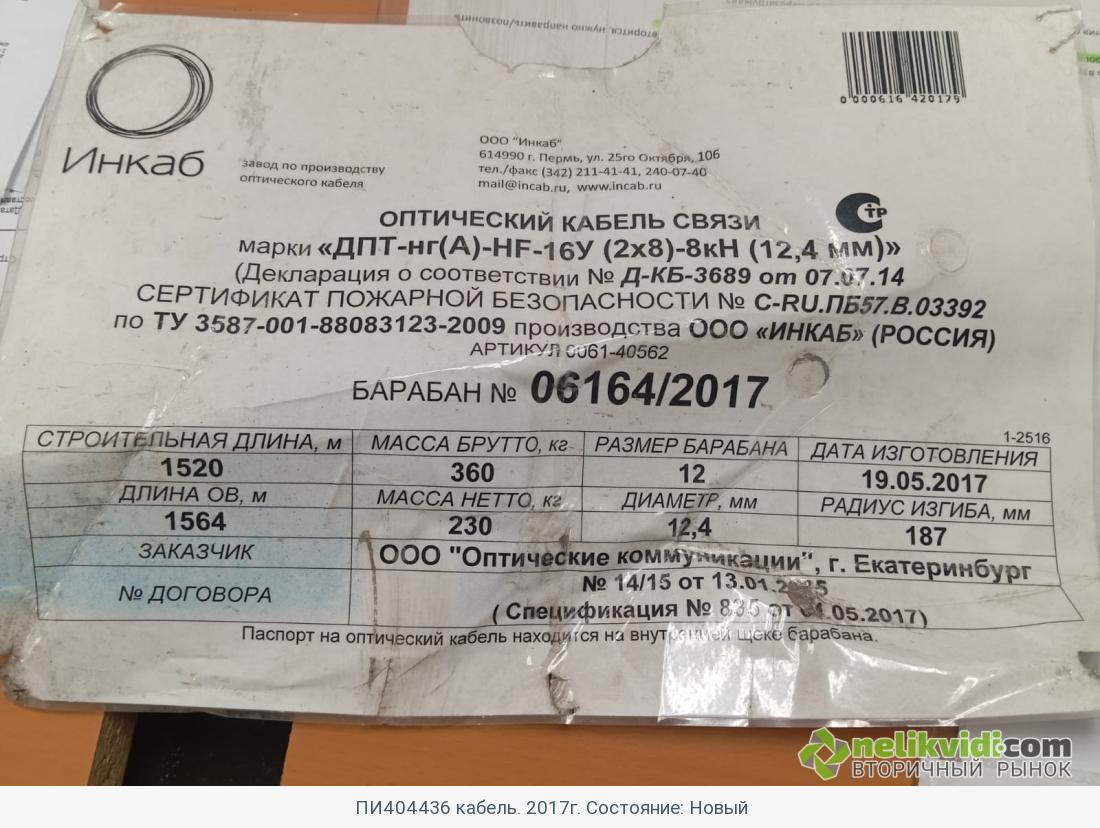 0 000616 420179
Инкаб
завод по производству
оптического кабеля
ООО "Инкаб"
614990 г. Пермь, ул. 25го Октября, 106
тел./факс (342) 211-41-41, 240-07-40
mail@incab.ru, www.incab.ru
ОПТИЧЕСКИЙ КАБЕЛЬ СВЯЗИ
марки «ДПТ-нг(А)-HF-16У (2х8)-8кН (12,4 мм)»
(Декларация о соответствии № Д-КБ-3689 от 07.07.14
СЕРТИФИКАТ ПОЖАРНОЙ БЕЗОПАСНОСТИ № C-RU.ПБ57.В.03392
по ТУ 3587-001-88083123-2009 производства ООО «ИНКАБ» (РОССИЯ)
АРТИКУЛ 0061-40562
БАРАБАН № 06164/2017
1-2516
СТРОИТЕЛЬНАЯ ДЛИНА, м МАССА БРУТТО, кг РАЗМЕР БАРАБАНА ДАТА ИЗГОТОВЛЕНИЯ
1520 360 12 19.05.2017
ДЛИНА ОВ, м МАССА НЕТТО, кг ДИАМЕТР, мм РАДИУС ИЗГИБА, мм
1564 230 12,4 187
ЗАКАЗЧИК ООО "Оптические коммуникации", г. Екатеринбург
№ ДОГОВОРА № 14/15 от
( Спецификация № 835 от
Паспорт на оптический кабель находится на внутренней щеке барабана.
nelikvidi.com
ВТОРИЧНЫЙ РЫНОК
ПИ404436 кабель. 2017г. Состояние: Новый